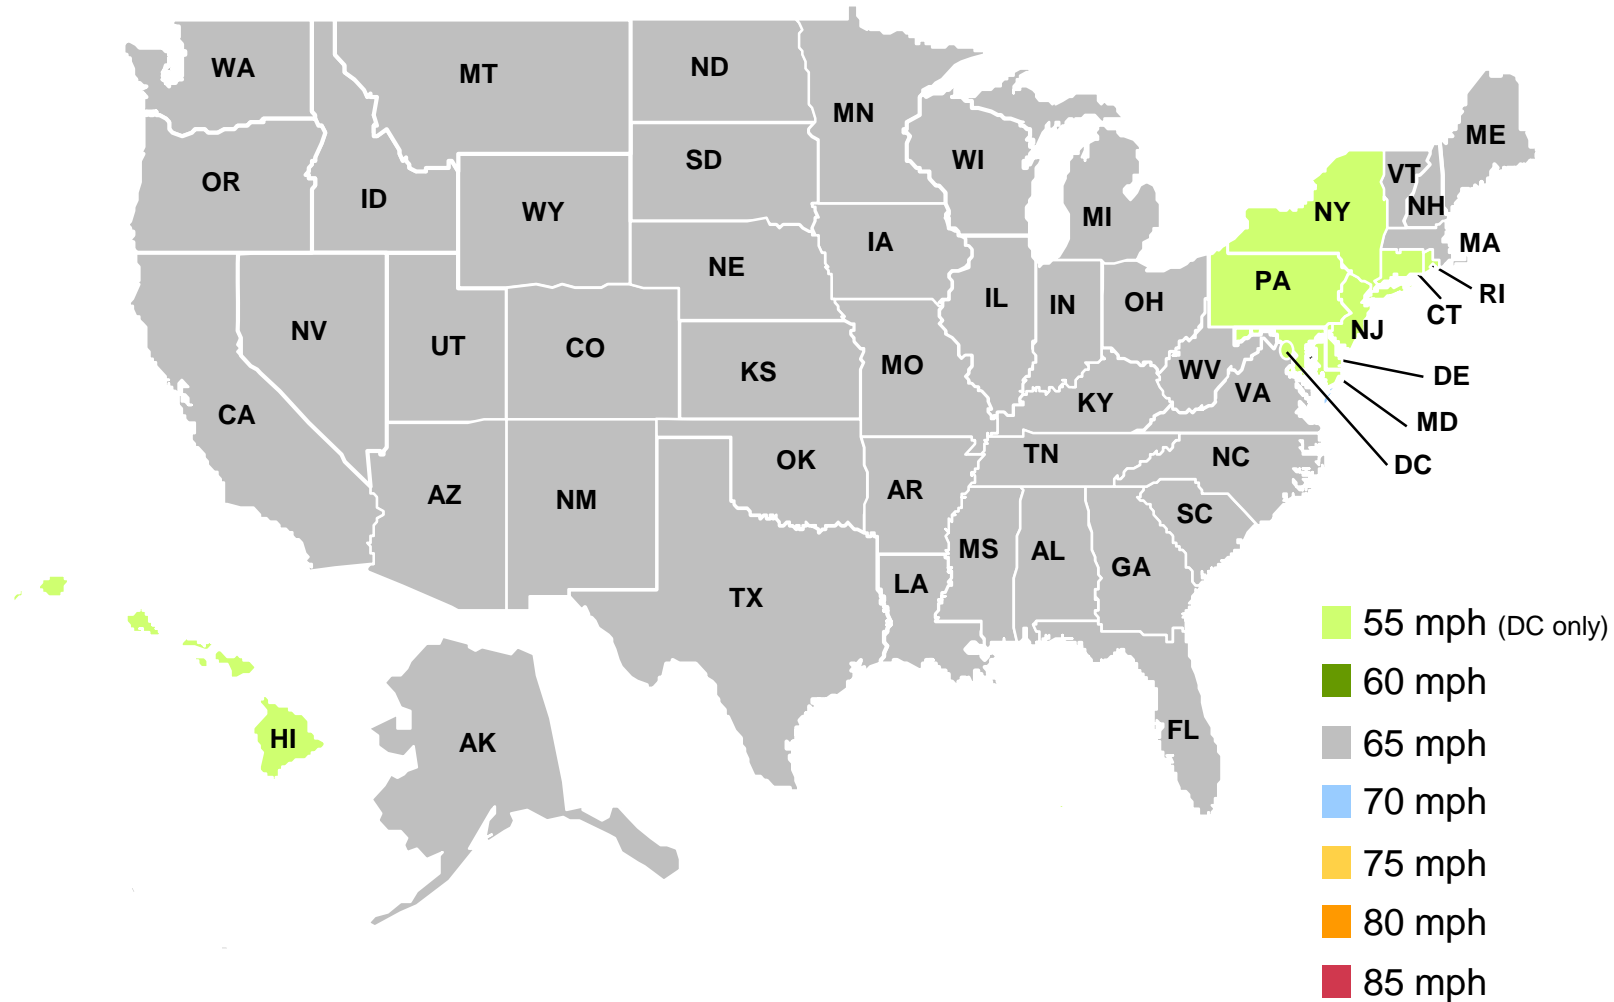 WA
MT
ND
MN
ME
SD
WI
VT
OR
ID
WY
NH
NY
MI
IA
MA
NE
PA
RI
IL
IN
OH
CT
NV
NJ
UT
CO
MO
KS
WV
DE
VA
KY
CA
MD
TN
NC
DC
OK
AZ
NM
AR
SC
MS
AL
GA
LA
TX
HI
AK
FL
55 mph (DC only)
60 mph
65 mph
70 mph
75 mph
80 mph
85 mph